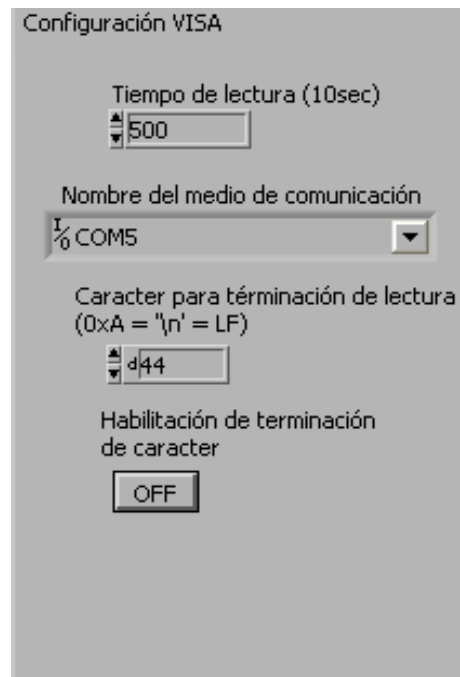 Configuración VISA
Tiempo de lectura (10sec)
500
Nombre del medio de comunicación
I/O COM5
Caracter para términación de lectura
(0xA = '\n' = LF)
d44
Habilitación de terminación
de caracter
OFF